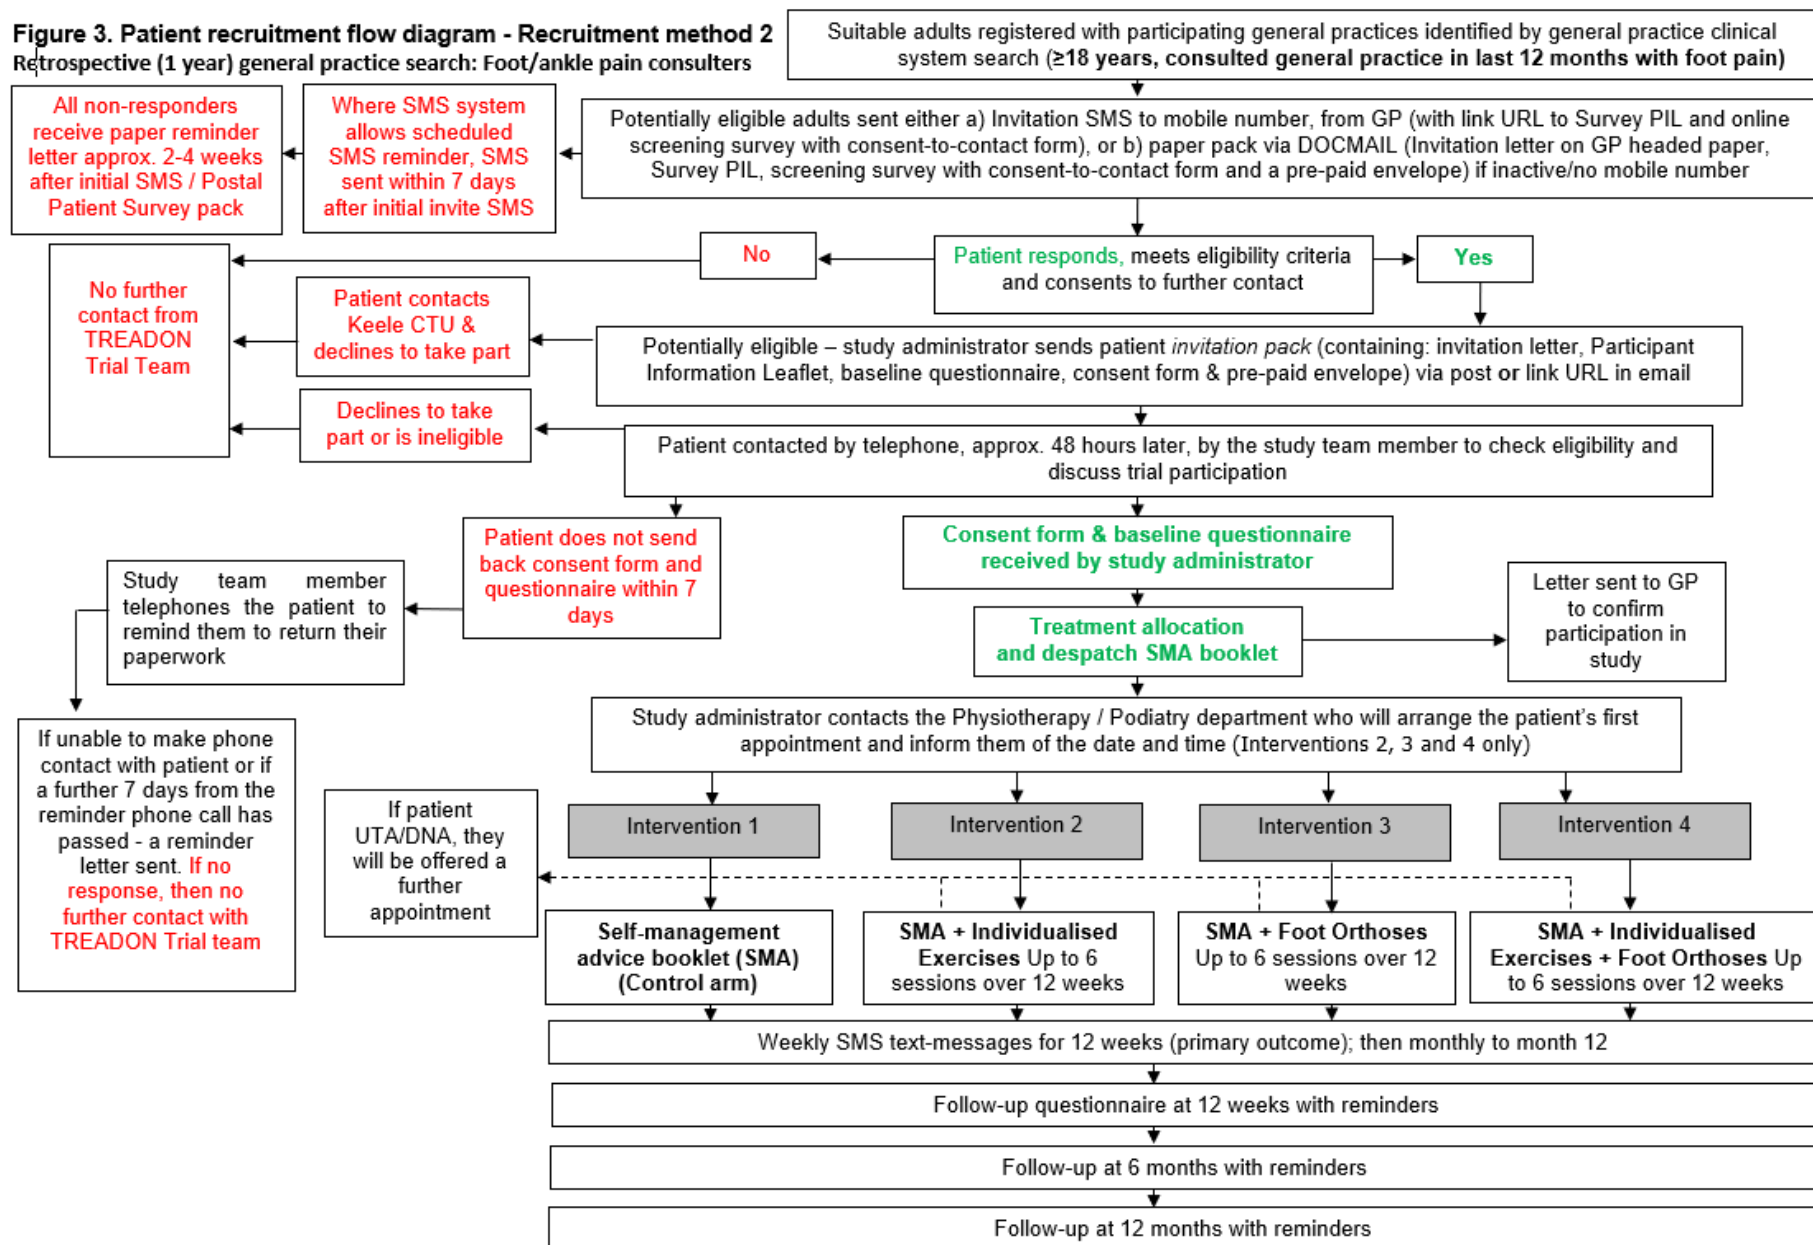 Figure 3. Patient recruitment flow diagram - Recruitment method 2
Retrospective (1 year) general practice search: Foot/ankle pain consulters
Suitable adults registered with participating general practices identified by general practice clinical
system search (≥18 years, consulted general practice in last 12 months with foot pain)
All non-responders
receive paper reminder
letter approx. 2-4 weeks
after initial SMS / Postal
Patient Survey pack
Where SMS system
allows scheduled
SMS reminder, SMS
sent within 7 days
after initial invite SMS
Potentially eligible adults sent either a) Invitation SMS to mobile number, from GP (with link URL to Survey PIL and online
screening survey with consent-to-contact form), or b) paper pack via DOCMAIL (Invitation letter on GP headed paper,
Survey PIL, screening survey with consent-to-contact form and a pre-paid envelope) if inactive/no mobile number
No
Patient responds, meets eligibility criteria
and consents to further contact
Yes
No further
contact from
TREADON
Trial Team
Patient contacts
Keele CTU &
declines to take part
Potentially eligible – study administrator sends patient invitation pack (containing: invitation letter, Participant
Information Leaflet, baseline questionnaire, consent form & pre-paid envelope) via post or link URL in email
Declines to take
part or is ineligible
Patient contacted by telephone, approx. 48 hours later, by the study team member to check eligibility and
discuss trial participation
Patient does not send
back consent form and
questionnaire within 7
days
Consent form & baseline questionnaire
received by study administrator
Study team member
telephones the patient to
remind them to return their
paperwork
Treatment allocation
and despatch SMA booklet
Letter sent to GP
to confirm
participation in
study
If unable to make phone
contact with patient or if
a further 7 days from the
reminder phone call has
passed - a reminder
letter sent. If no
response, then no
further contact with
TREADON Trial team
Study administrator contacts the Physiotherapy / Podiatry department who will arrange the patient's first
appointment and inform them of the date and time (Interventions 2, 3 and 4 only)
If patient
UTA/DNA, they
will be offered a
further
appointment
Intervention 1
Intervention 2
Intervention 3
Intervention 4
Self-management
advice booklet (SMA)
(Control arm)
SMA + Individualised
Exercises Up to 6
sessions over 12 weeks
SMA + Foot Orthoses
Up to 6 sessions over 12
weeks
SMA + Individualised
Exercises + Foot Orthoses Up
to 6 sessions over 12 weeks
Weekly SMS text-messages for 12 weeks (primary outcome); then monthly to month 12
Follow-up questionnaire at 12 weeks with reminders
Follow-up at 6 months with reminders
Follow-up at 12 months with reminders